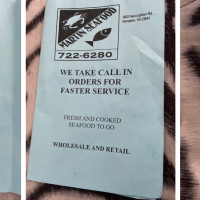 MARTIN SEAFOOD
722-6280
WE TAKE CALL IN
ORDERS FOR
FASTER SERVICE
FRESH AND COOKED
SEAFOOD TO GO
WHOLESALE AND RETAIL